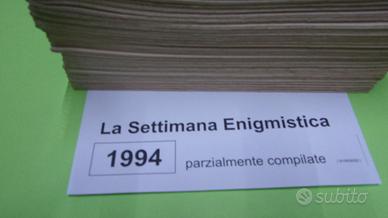 La Settimana Enigmistica
1994 parzialmente compilate
subito